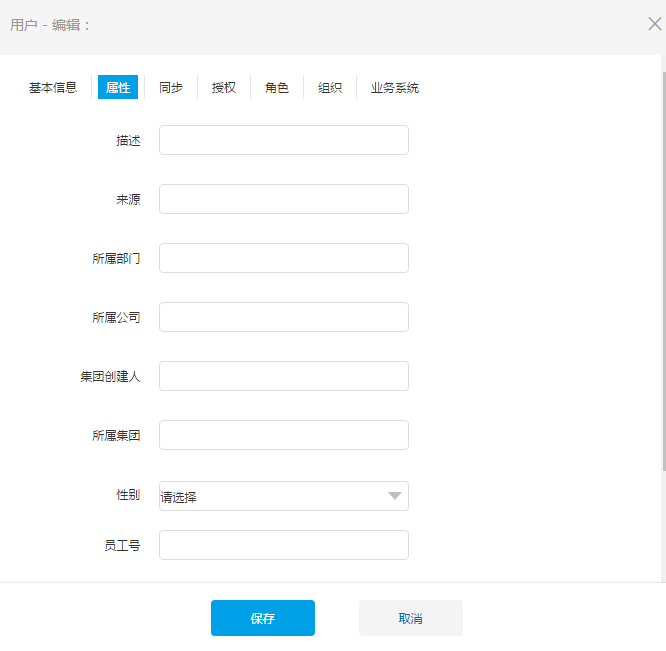 用户 - 编辑：
基本信息 属性 同步 授权 角色 组织 业务系统
描述
来源
所属部门
所属公司
集团创建人
所属集团
性别 请选择
员工号
保存 取消